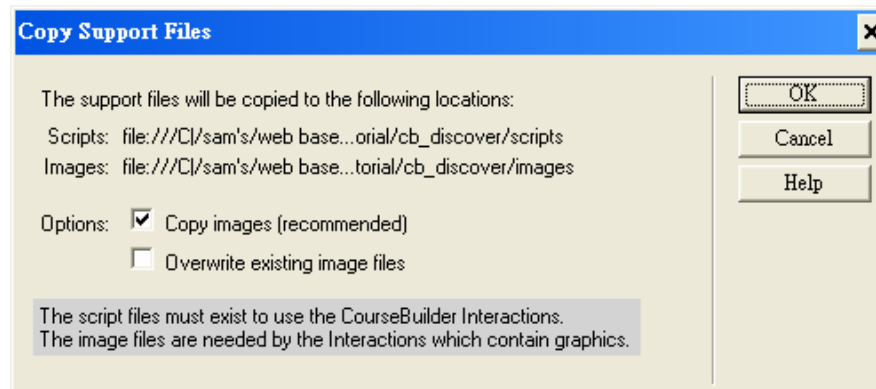 Copy Support Files
The support files will be copied to the following locations:
Scripts: file:///C|/sam's/web base...orial/cb_discover/scripts
Images: file:///C|/sam's/web base...torial/cb_discover/images
Options: Copy images (recommended)
Overwrite existing image files
The script files must exist to use the CourseBuilder Interactions.
The image files are needed by the Interactions which contain graphics.
OK
Cancel
Help